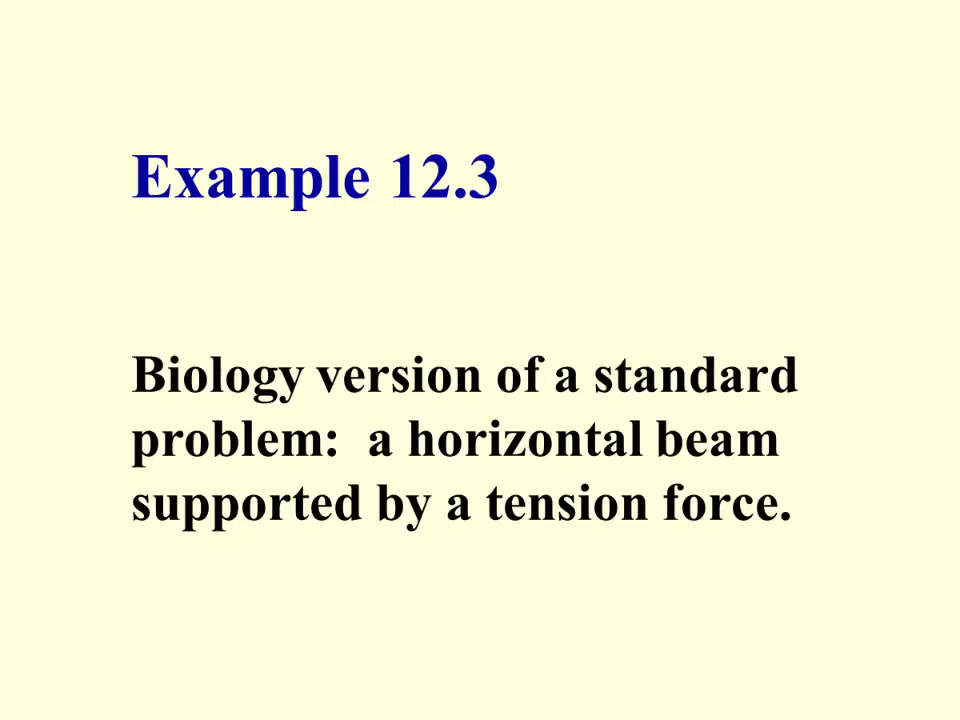 Example 12.3
Biology version of a standard
problem:  a horizontal beam
supported by a tension force.